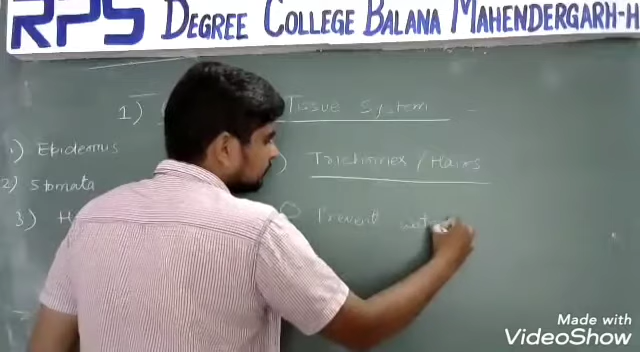 RPS DEGREE COLLEGE BALANA MAHENDERGARH-H
1) Tissue System
1) Epidermis
2) Stomata
3) H
) Trichomes / Hairs
Prevent
Made with
VideoShow